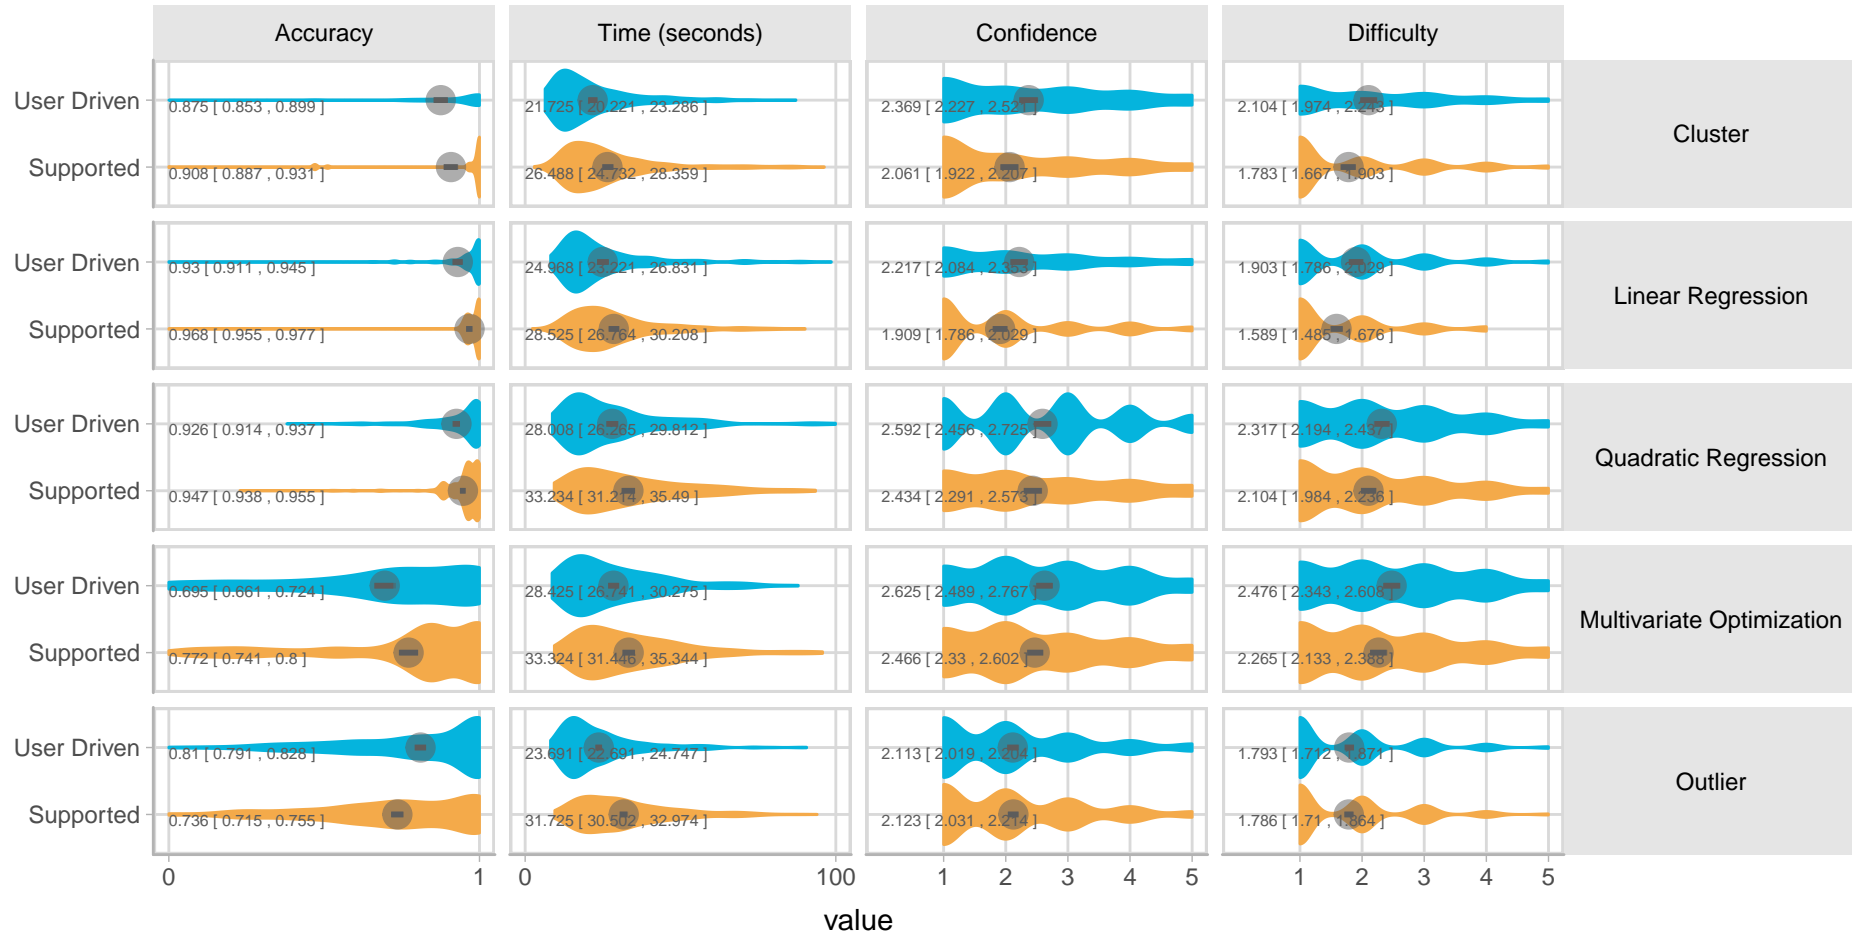 Accuracy Time (seconds) Confidence Difficulty
User Driven 0.875 [ 0.853 , 0.899 ] 21.725 [ 20.221 , 23.286 ] 2.369 [ 2.227 , 2.521 ] 2.104 [ 1.974 , 2.243 ]
Cluster
Supported 0.908 [ 0.887 , 0.931 ] 26.488 [ 24.732 , 28.359 ] 2.061 [ 1.922 , 2.207 ] 1.783 [ 1.667 , 1.903 ]
User Driven 0.93 [ 0.911 , 0.945 ] 24.968 [ 23.221 , 26.831 ] 2.217 [ 2.084 , 2.353 ] 1.903 [ 1.786 , 2.029 ]
Linear Regression
Supported 0.968 [ 0.955 , 0.977 ] 28.525 [ 26.764 , 30.208 ] 1.909 [ 1.786 , 2.029 ] 1.589 [ 1.485 , 1.676 ]
User Driven 0.926 [ 0.914 , 0.937 ] 28.008 [ 26.265 , 29.812 ] 2.592 [ 2.456 , 2.725 ] 2.317 [ 2.194 , 2.437 ]
Quadratic Regression
Supported 0.947 [ 0.938 , 0.955 ] 33.234 [ 31.214 , 35.49 ] 2.434 [ 2.291 , 2.573 ] 2.104 [ 1.984 , 2.236 ]
User Driven 0.695 [ 0.661 , 0.724 ] 28.425 [ 26.741 , 30.275 ] 2.625 [ 2.489 , 2.767 ] 2.476 [ 2.343 , 2.608 ]
Multivariate Optimization
Supported 0.772 [ 0.741 , 0.8 ] 33.324 [ 31.446 , 35.344 ] 2.466 [ 2.33 , 2.602 ] 2.265 [ 2.133 , 2.388 ]
User Driven 0.81 [ 0.791 , 0.828 ] 23.691 [ 22.691 , 24.747 ] 2.113 [ 2.019 , 2.204 ] 1.793 [ 1.712 , 1.871 ]
Outlier
Supported 0.736 [ 0.715 , 0.755 ] 31.725 [ 30.502 , 32.974 ] 2.123 [ 2.031 , 2.214 ] 1.786 [ 1.71 , 1.864 ]
0 1 0 100 1 2 3 4 5 1 2 3 4 5
value